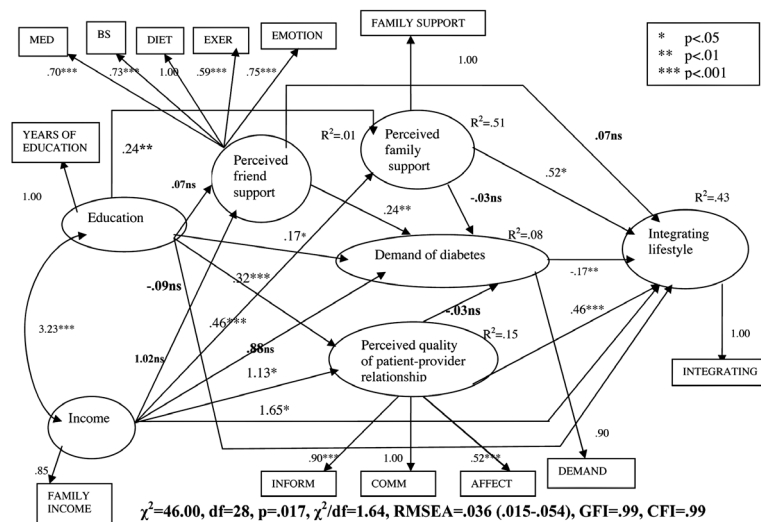 FAMILY SUPPORT
MED
BS
DIET
EXER
EMOTION
* p<.05
** p<.01
*** p<.001
.70***
.73***
1.00
.59***
.75***
1.00
YEARS OF
EDUCATION
.24**
R²=.01
Perceived
family
support
R²=.51
.07ns
Perceived
friend
support
.07ns
.52*
R²=.43
1.00
Education
-.03ns
.24**
R²=.08
Integrating
lifestyle
.17*
Demand of diabetes
-.17**
-.09ns
.32***
.46***
-.03ns
.46***
3.23***
R²=.15
1.02ns
.88ns
Perceived quality
of patient-provider
relationship
1.00
1.13*
INTEGRATING
Income
1.65*
.90
.85
.90***
1.00
.52***
DEMAND
INFORM
COMM
AFFECT
FAMILY
INCOME
χ²=46.00, df=28, p=.017, χ²/df=1.64, RMSEA=.036 (.015-.054), GFI=.99, CFI=.99